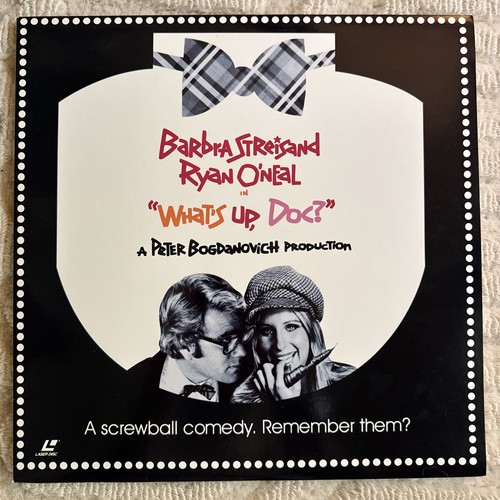 Barbra Streisand
Ryan O'Neal
IN
"What's Up, Doc?"
A Peter Bogdanovich Production
A screwball comedy. Remember them?
LASER DISC